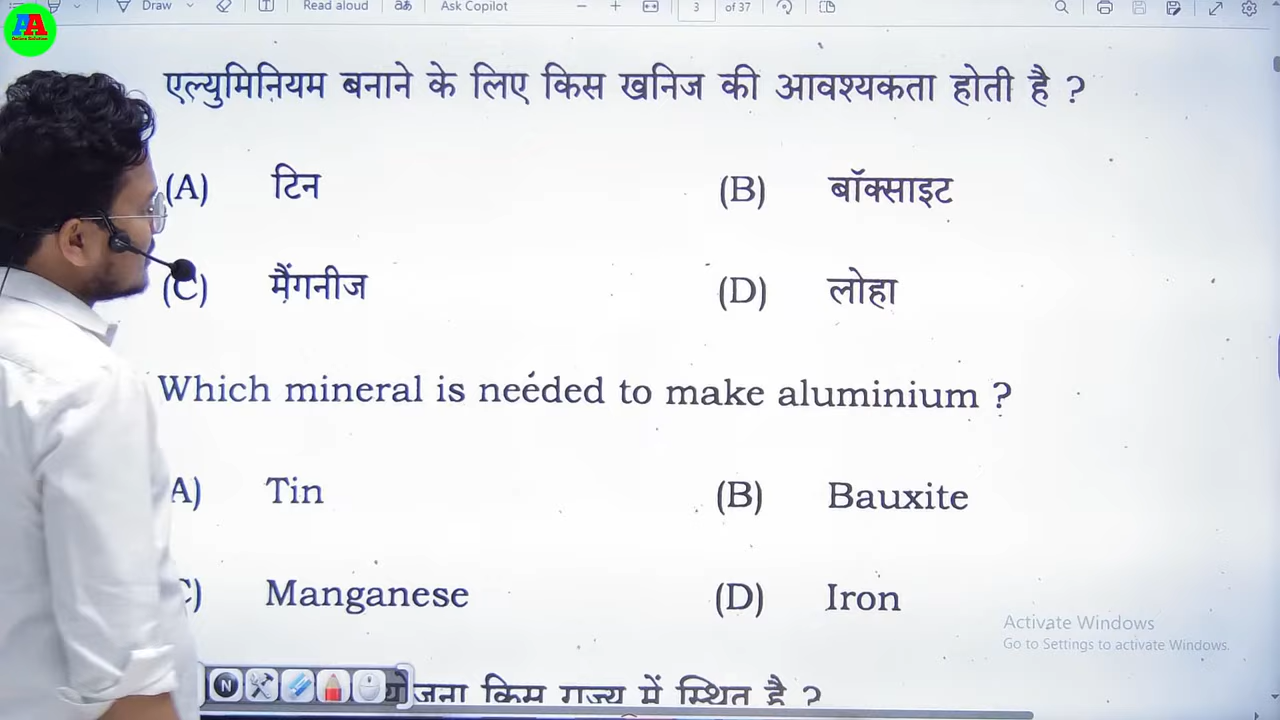 Draw
Read aloud
Ask Copilot
3 of 37
एल्युमिनियम बनाने के लिए किस खनिज की आवश्यकता होती है ?
(A) टिन (B) बॉक्साइट
(C) मैंगनीज (D) लोहा
Which mineral is needed to make aluminium ?
A) Tin (B) Bauxite
C) Manganese (D) Iron
Activate Windows
Go to Settings to activate Windows.
किस राज्य में स्थित है ?